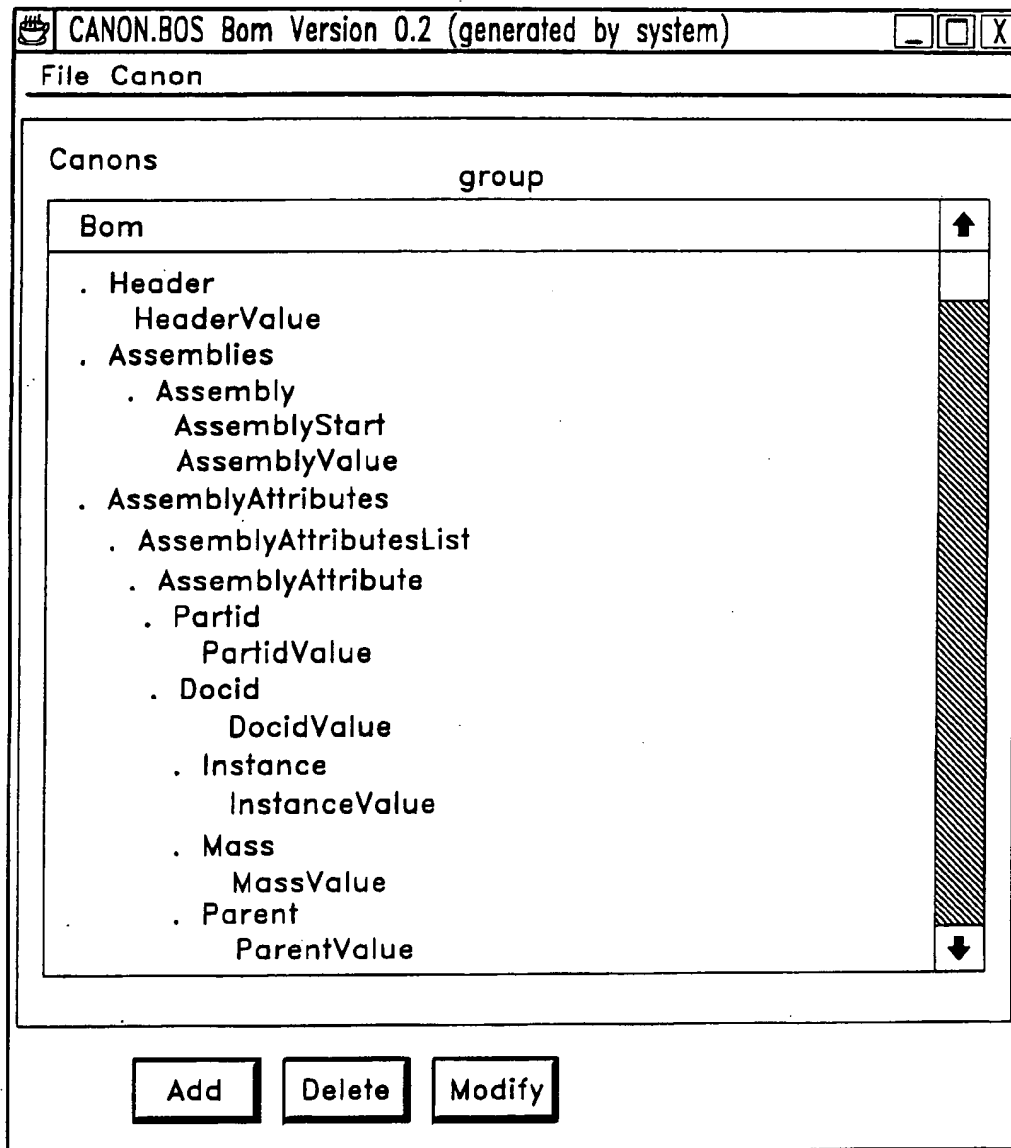 CANON.BOS Bom Version 0.2 (generated by system) _ X
File Canon
Canons
group
Bom
. Header
HeaderValue
. Assemblies
. Assembly
AssemblyStart
AssemblyValue
. AssemblyAttributes
. AssemblyAttributesList
. AssemblyAttribute
. Partid
PartidValue
. Docid
DocidValue
. Instance
InstanceValue
. Mass
MassValue
. Parent
ParentValue
Add Delete Modify